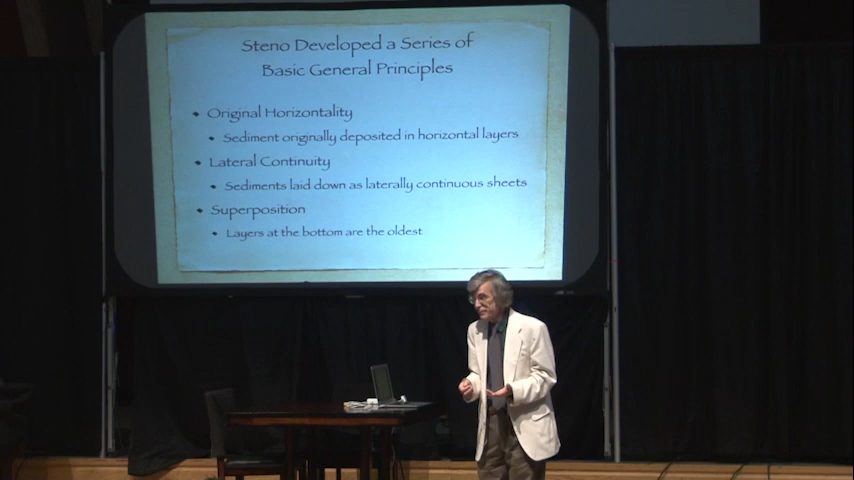 Steno Developed a Series of
Basic General Principles
• Original Horizontality
• Sediment originally deposited in horizontal layers
• Lateral Continuity
• Sediments laid down as laterally continuous sheets
• Superposition
• Layers at the bottom are the oldest